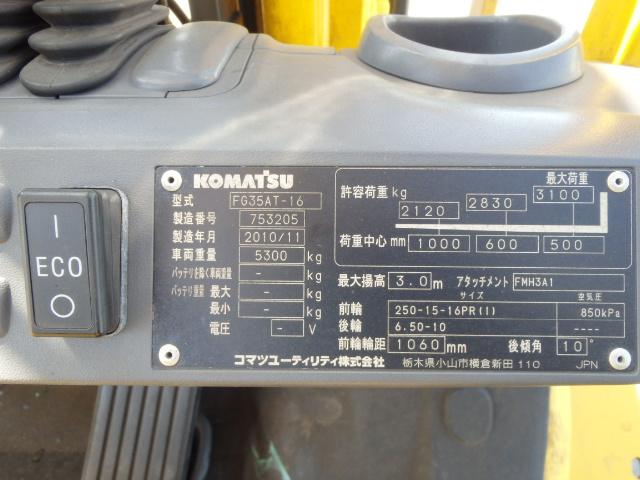 KOMATSU
型式 FG35AT-16
製造番号 753205
製造年月 2010/11
車両重量 5300 kg
バッテリを除く車両重量 - kg
バッテリ重量 最大 - kg
最小 - kg
電圧 - V
コマツユーティリティ株式会社
最大荷重
許容荷重 kg 2120 2830 3100
荷重中心 mm 1000 600 500
最大揚高 3.0 m アタッチメント FMH3A1
サイズ 空気圧
前輪 250-15-16PR(I) 850kPa
後輪 6.50-10 ----
前輪輪距 1060 mm 後傾角 10°
栃木県小山市横倉新田 110 JPN
I
ECO
O